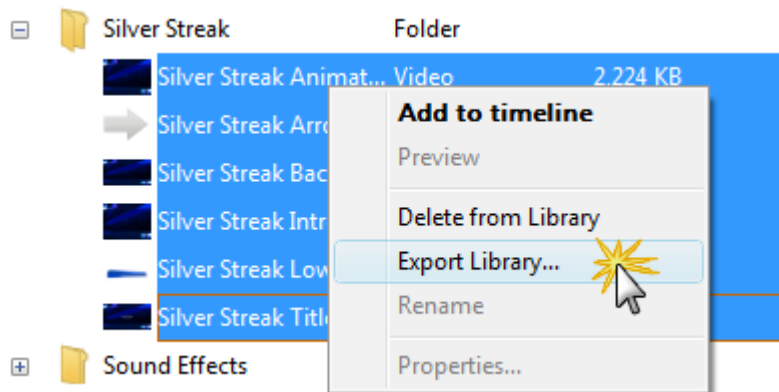 Silver Streak Folder
Silver Streak Animat... Video 2.224 KB
Silver Streak Arro
Silver Streak Bac
Silver Streak Intr
Silver Streak Low
Silver Streak Title
Sound Effects
Add to timeline
Preview
Delete from Library
Export Library...
Rename
Properties...